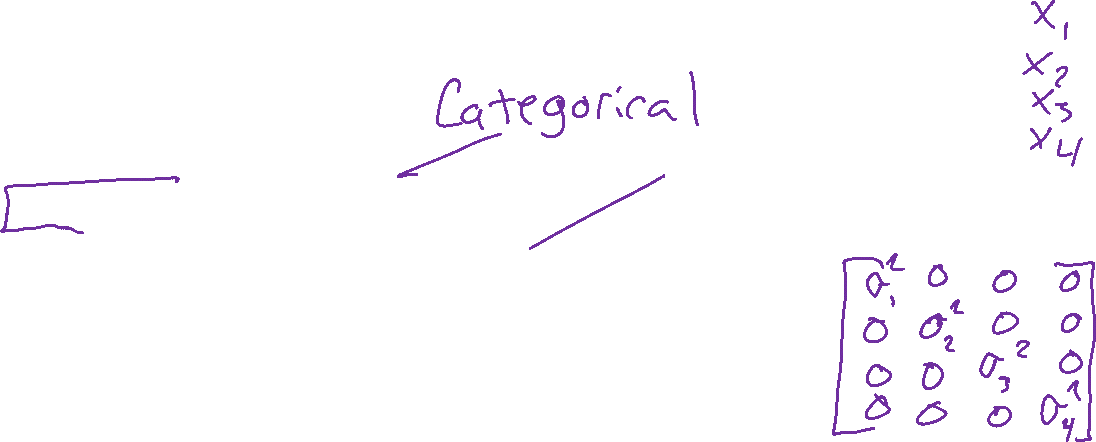 x₁
x₂
x₃
x₄
Categorical
σ₁² 0 0 0
0 σ₂² 0 0
0 0 σ₃² 0
0 0 0 σ₄²